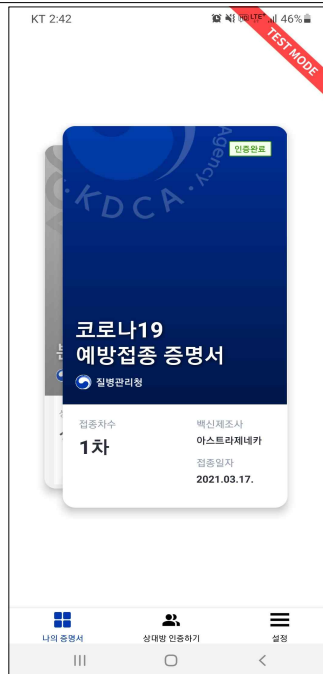 KT 2:42
46%
TEST MODE
Agency
KDCA
인증완료
코로나19
예방접종 증명서
질병관리청
접종차수
1차
백신제조사
아스트라제네카
접종일자
2021.03.17.
나의 증명서
상대방 인증하기
설정